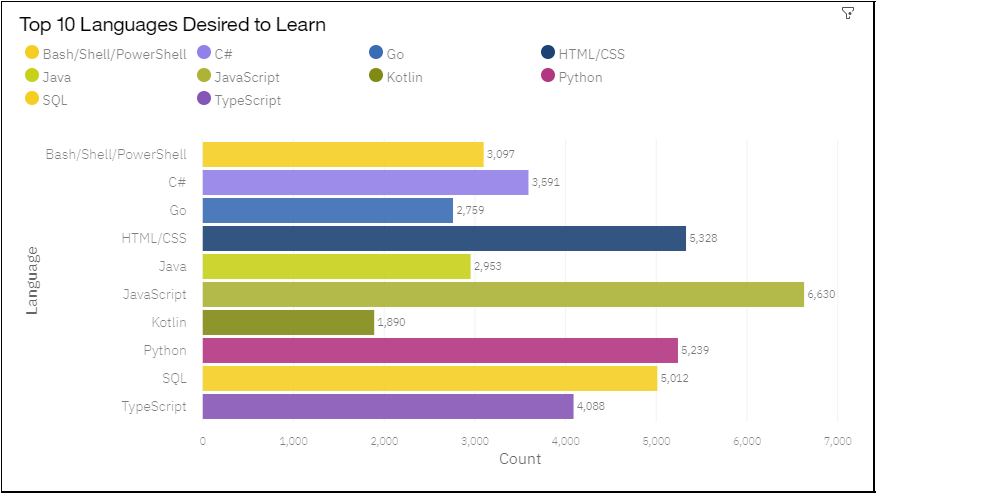 Top 10 Languages Desired to Learn
Bash/Shell/PowerShell C# Go HTML/CSS
Java JavaScript Kotlin Python
SQL TypeScript
Language
Bash/Shell/PowerShell 3,097
C# 3,591
Go 2,759
HTML/CSS 5,328
Java 2,953
JavaScript 6,630
Kotlin 1,890
Python 5,239
SQL 5,012
TypeScript 4,088
0 1,000 2,000 3,000 4,000 5,000 6,000 7,000
Count